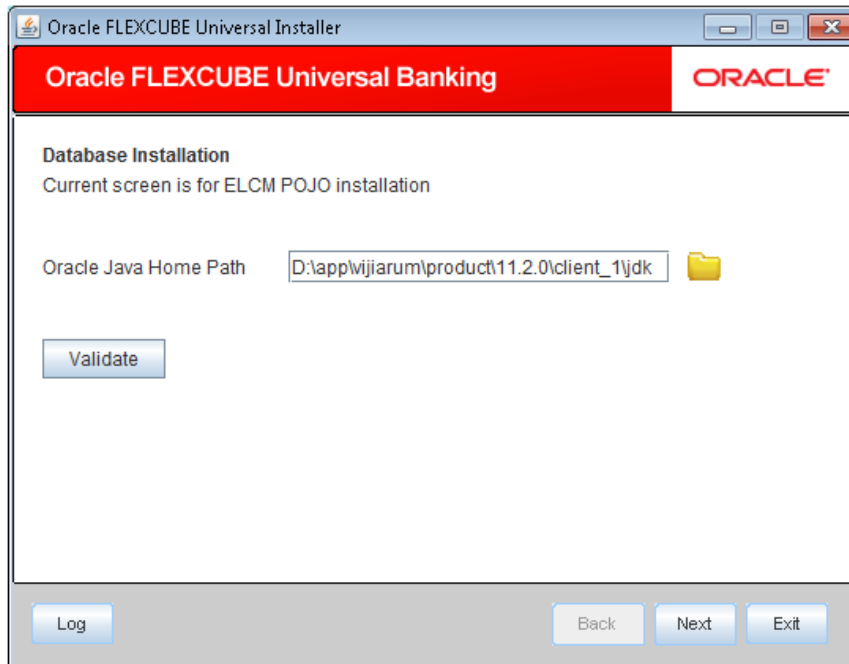 Oracle FLEXCUBE Universal Installer
Oracle FLEXCUBE Universal Banking
ORACLE
Database Installation
Current screen is for ELCM POJO installation
Oracle Java Home Path D:\app\vijiarum\product\11.2.0\client_1\jdk
Validate
Log Back Next Exit